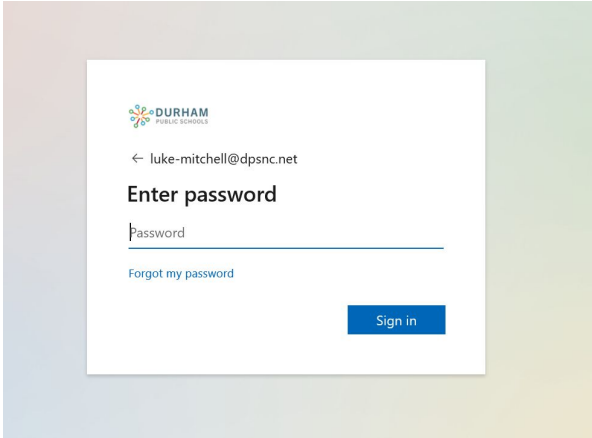 DURHAM
PUBLIC SCHOOLS
← luke-mitchell@dpsnc.net
Enter password
Password
Forgot my password
Sign in